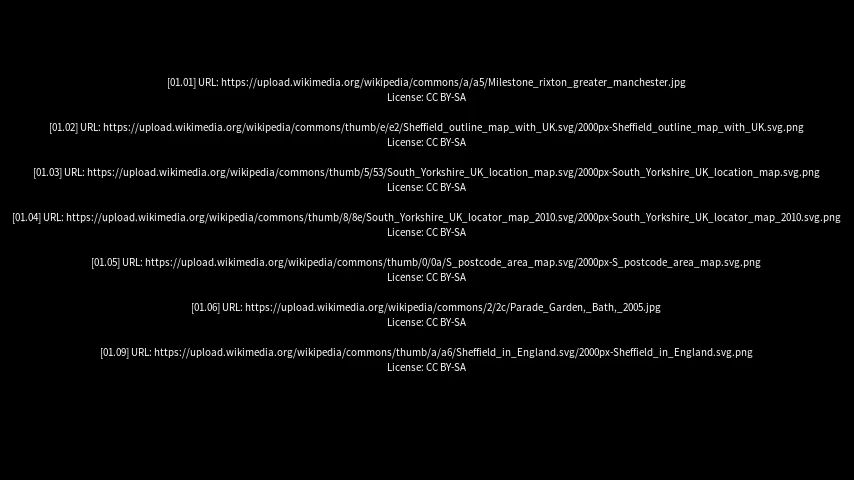 [01.01] URL: https://upload.wikimedia.org/wikipedia/commons/a/a5/Milestone_rixton_greater_manchester.jpg
License: CC BY-SA
[01.02] URL: https://upload.wikimedia.org/wikipedia/commons/thumb/e/e2/Sheffield_outline_map_with_UK.svg/2000px-Sheffield_outline_map_with_UK.svg.png
License: CC BY-SA
[01.03] URL: https://upload.wikimedia.org/wikipedia/commons/thumb/5/53/South_Yorkshire_UK_location_map.svg/2000px-South_Yorkshire_UK_location_map.svg.png
License: CC BY-SA
[01.04] URL: https://upload.wikimedia.org/wikipedia/commons/thumb/8/8e/South_Yorkshire_UK_locator_map_2010.svg/2000px-South_Yorkshire_UK_locator_map_2010.svg.png
License: CC BY-SA
[01.05] URL: https://upload.wikimedia.org/wikipedia/commons/thumb/0/0a/S_postcode_area_map.svg/2000px-S_postcode_area_map.svg.png
License: CC BY-SA
[01.06] URL: https://upload.wikimedia.org/wikipedia/commons/2/2c/Parade_Garden,_Bath,_2005.jpg
License: CC BY-SA
[01.09] URL: https://upload.wikimedia.org/wikipedia/commons/thumb/a/a6/Sheffield_in_England.svg/2000px-Sheffield_in_England.svg.png
License: CC BY-SA